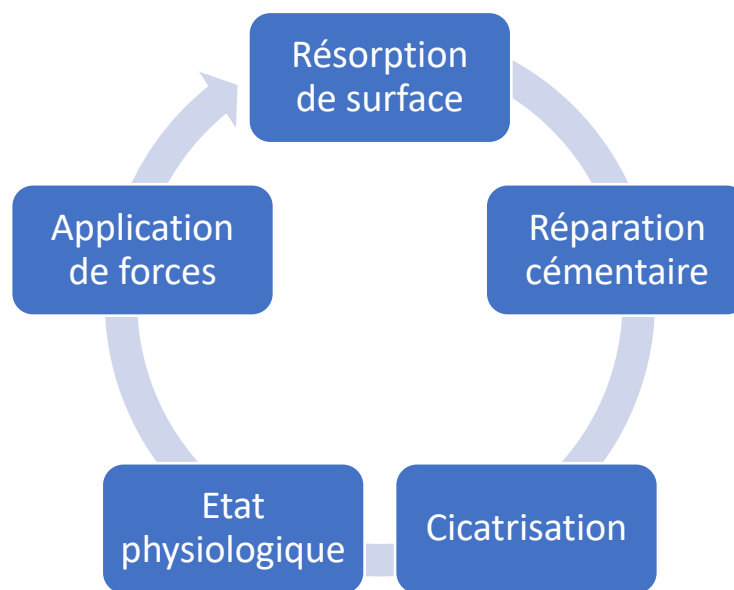 Résorption
de surface
Réparation
cémentaire
Cicatrisation
Etat
physiologique
Application
de forces